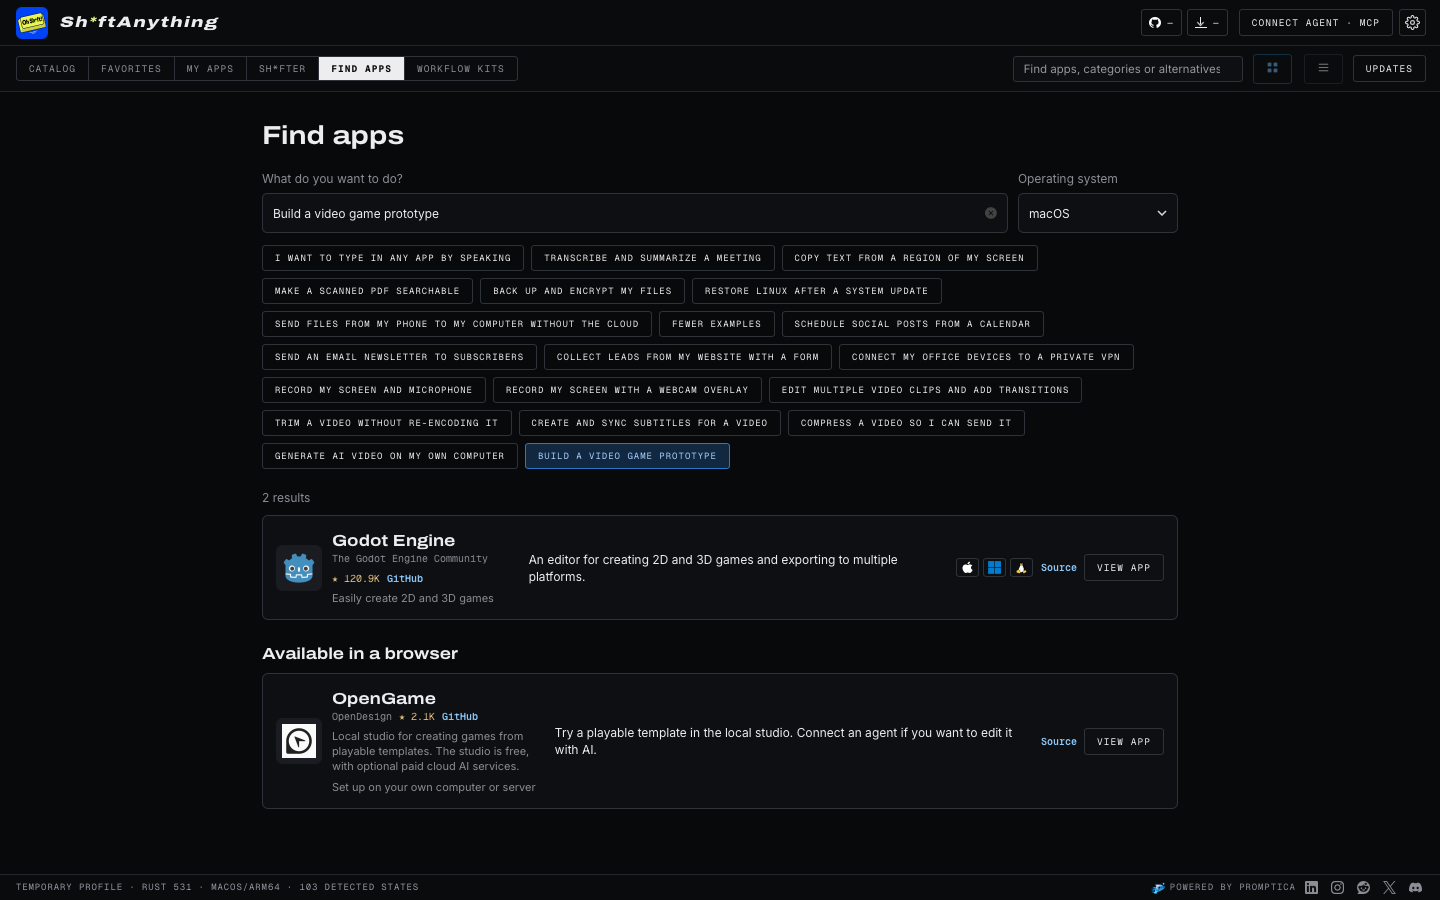 Oh Sh*ft!
Sh*ftAnything
–
–
CONNECT AGENT · MCP
CATALOG
FAVORITES
MY APPS
SH*FTER
FIND APPS
WORKFLOW KITS
Find apps, categories or alternatives
UPDATES
Find apps
What do you want to do?
Operating system
Build a video game prototype
macOS
I WANT TO TYPE IN ANY APP BY SPEAKING
TRANSCRIBE AND SUMMARIZE A MEETING
COPY TEXT FROM A REGION OF MY SCREEN
MAKE A SCANNED PDF SEARCHABLE
BACK UP AND ENCRYPT MY FILES
RESTORE LINUX AFTER A SYSTEM UPDATE
SEND FILES FROM MY PHONE TO MY COMPUTER WITHOUT THE CLOUD
FEWER EXAMPLES
SCHEDULE SOCIAL POSTS FROM A CALENDAR
SEND AN EMAIL NEWSLETTER TO SUBSCRIBERS
COLLECT LEADS FROM MY WEBSITE WITH A FORM
CONNECT MY OFFICE DEVICES TO A PRIVATE VPN
RECORD MY SCREEN AND MICROPHONE
RECORD MY SCREEN WITH A WEBCAM OVERLAY
EDIT MULTIPLE VIDEO CLIPS AND ADD TRANSITIONS
TRIM A VIDEO WITHOUT RE-ENCODING IT
CREATE AND SYNC SUBTITLES FOR A VIDEO
COMPRESS A VIDEO SO I CAN SEND IT
GENERATE AI VIDEO ON MY OWN COMPUTER
BUILD A VIDEO GAME PROTOTYPE
2 results
Godot Engine
The Godot Engine Community
★ 120.9K GitHub
Easily create 2D and 3D games
An editor for creating 2D and 3D games and exporting to multiple
platforms.
Source
VIEW APP
Available in a browser
OpenGame
OpenDesign ★ 2.1K GitHub
Local studio for creating games from
playable templates. The studio is free,
with optional paid cloud AI services.
Set up on your own computer or server
Try a playable template in the local studio. Connect an agent if you want to edit it
with AI.
Source
VIEW APP
TEMPORARY PROFILE · RUST 531 · MACOS/ARM64 · 103 DETECTED STATES
POWERED BY PROMPTICA